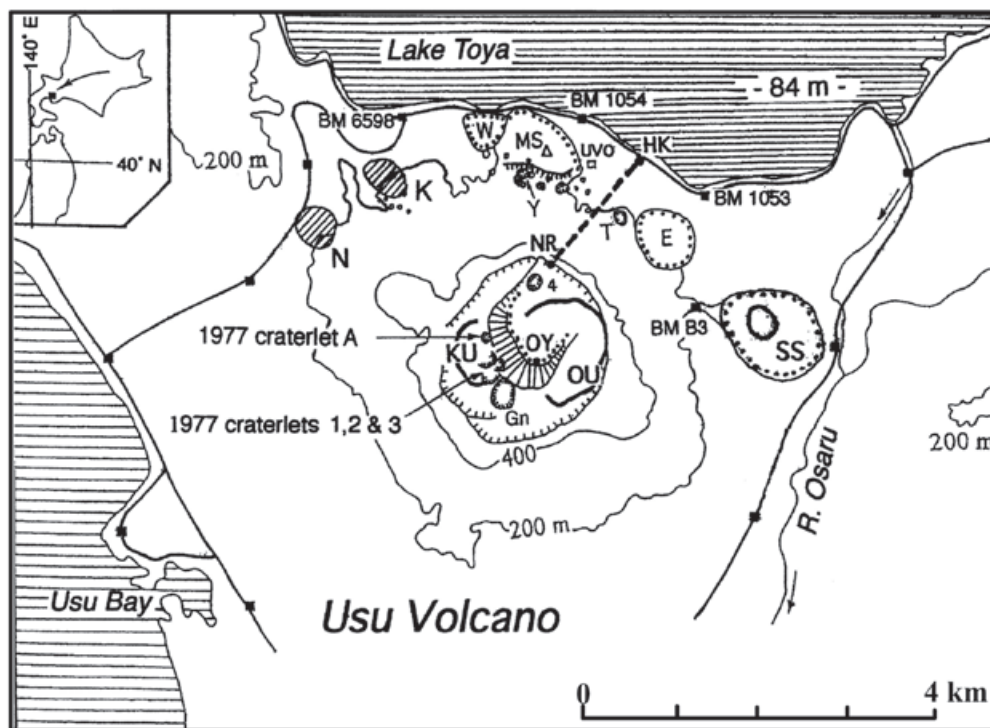 140° E
40° N
Lake Toya
- 84 m -
BM 1054
BM 6598
200 m
W
MS
UVO
HK
K
BM 1053
Y
T
E
N
NR
4
BM B3
1977 craterlet A
KU
OY
OU
SS
1977 craterlets 1,2 & 3
Gn
400
200 m
200 m
R. Osaru
Usu Bay
Usu Volcano
0
4 km